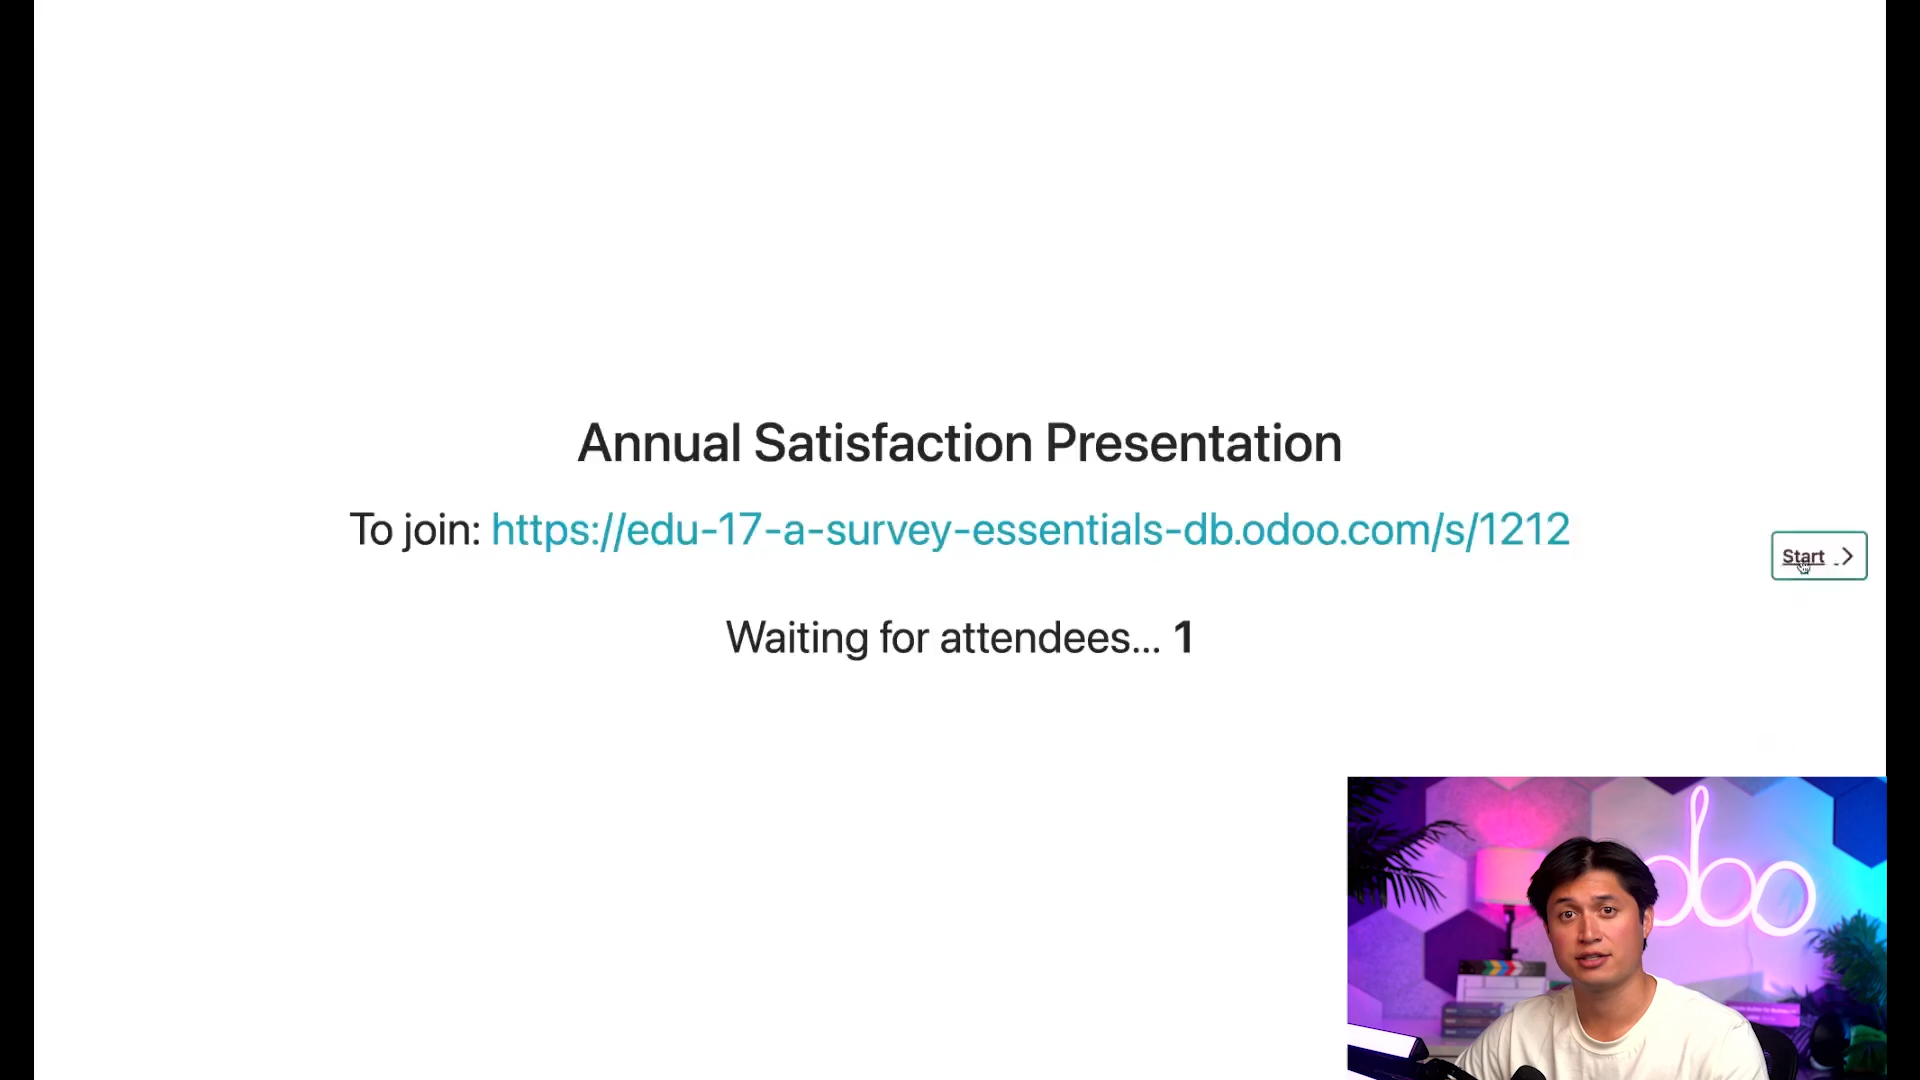 Annual Satisfaction Presentation
To join: https://edu-17-a-survey-essentials-db.odoo.com/s/1212
Start
Waiting for attendees... 1
odoo